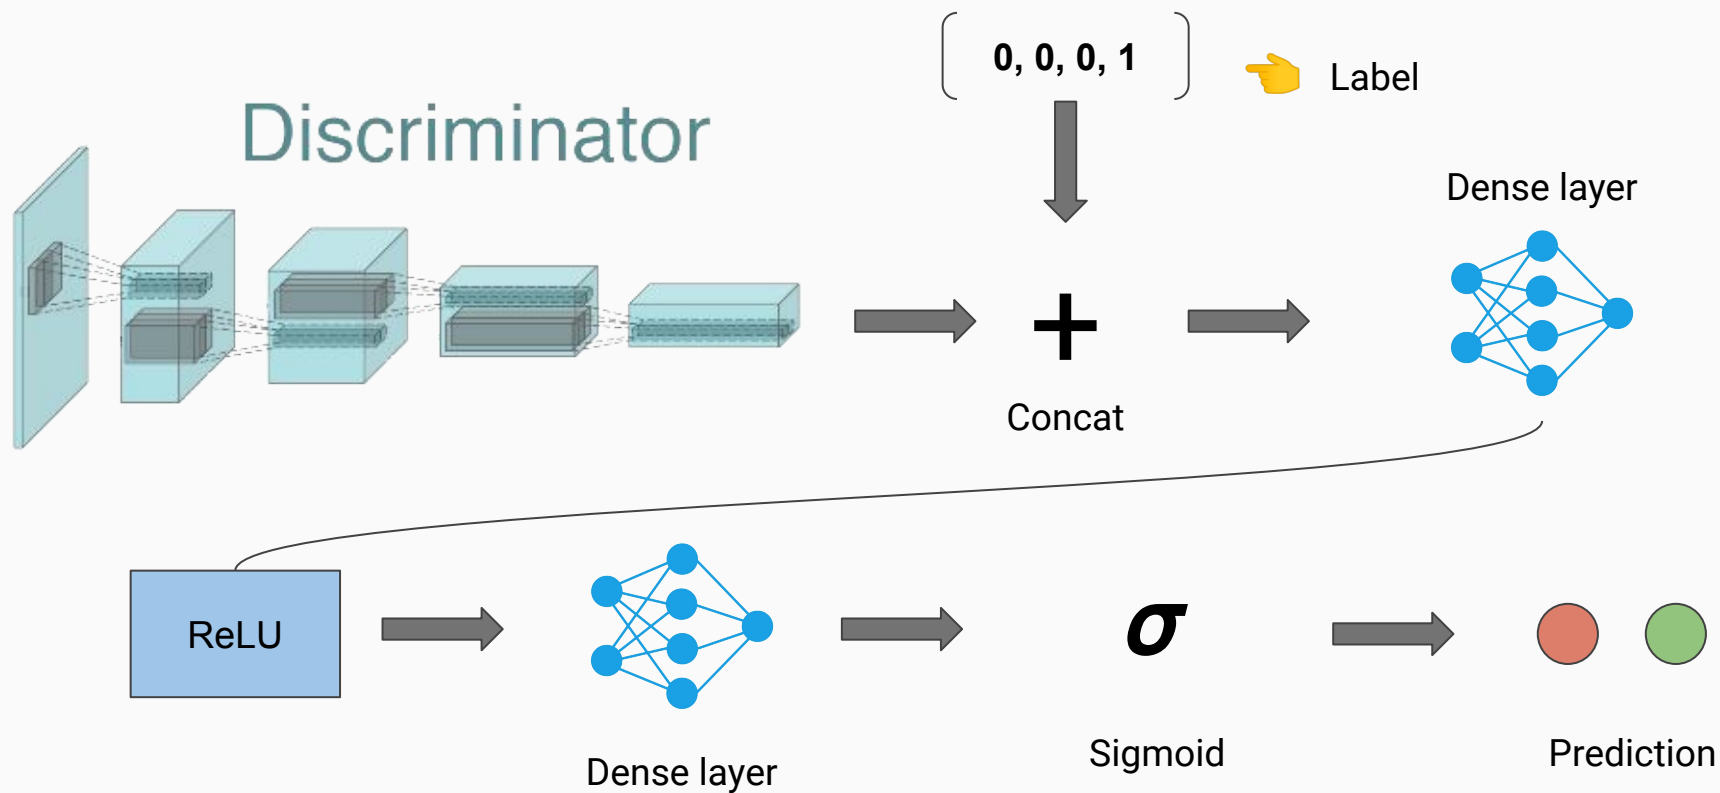 0, 0, 0, 1
Label
Discriminator
Dense layer
+
Concat
ReLU
σ
Dense layer
Sigmoid
Prediction